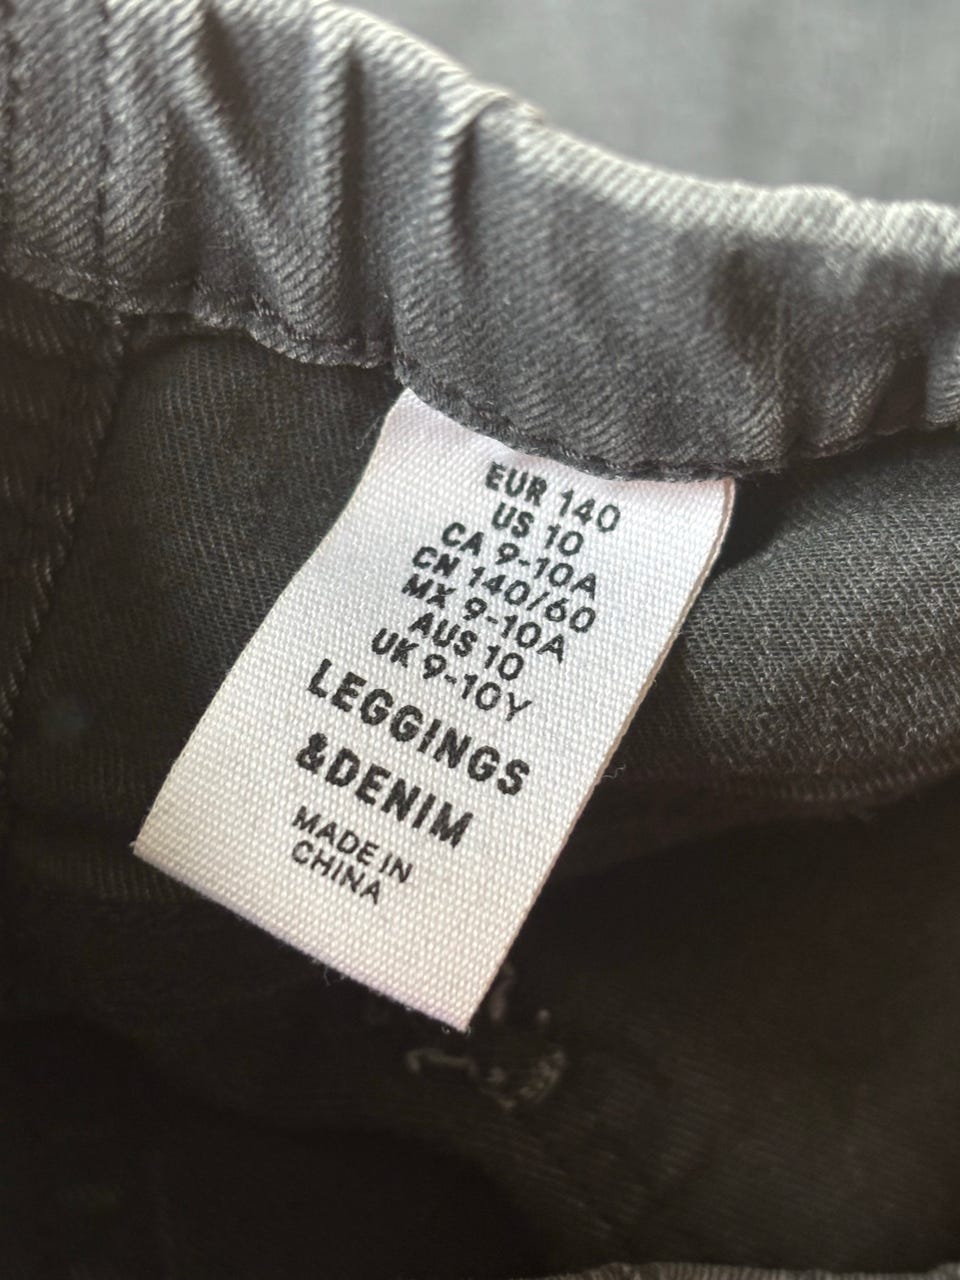 EUR 140
US 10
CA 9-10A
CN 140/60
MX 9-10A
AUS 10
UK 9-10Y
LEGGINGS
&DENIM
MADE IN
CHINA